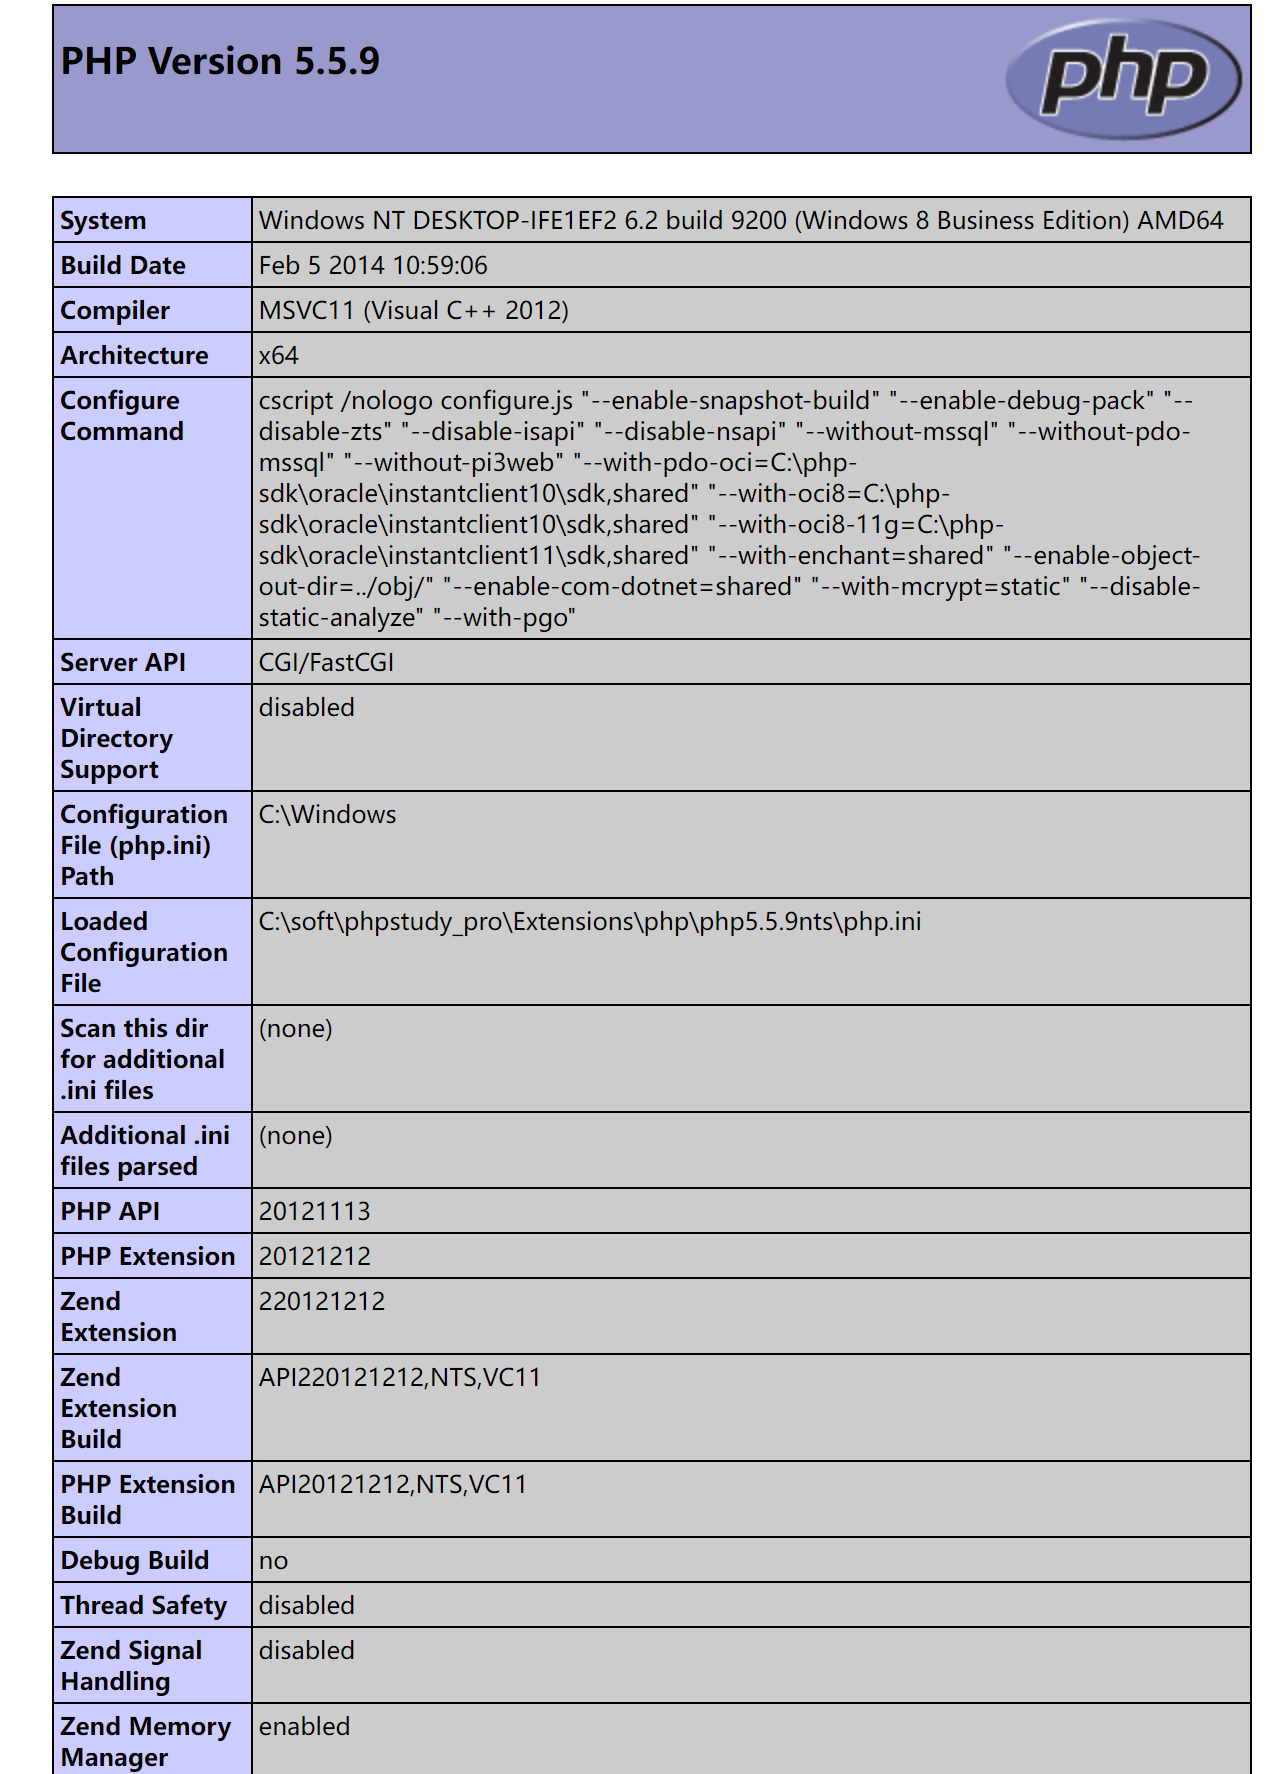 PHP Version 5.5.9
php
System Windows NT DESKTOP-IFE1EF2 6.2 build 9200 (Windows 8 Business Edition) AMD64
Build Date Feb 5 2014 10:59:06
Compiler MSVC11 (Visual C++ 2012)
Architecture x64
Configure cscript /nologo configure.js "--enable-snapshot-build" "--enable-debug-pack" "--
Command disable-zts" "--disable-isapi" "--disable-nsapi" "--without-mssql" "--without-pdo-
mssql" "--without-pi3web" "--with-pdo-oci=C:\php-
sdk\oracle\instantclient10\sdk,shared" "--with-oci8=C:\php-
sdk\oracle\instantclient10\sdk,shared" "--with-oci8-11g=C:\php-
sdk\oracle\instantclient11\sdk,shared" "--with-enchant=shared" "--enable-object-
out-dir=../obj/" "--enable-com-dotnet=shared" "--with-mcrypt=static" "--disable-
static-analyze" "--with-pgo"
Server API CGI/FastCGI
Virtual disabled
Directory
Support
Configuration C:\Windows
File (php.ini)
Path
Loaded C:\soft\phpstudy_pro\Extensions\php\php5.5.9nts\php.ini
Configuration
File
Scan this dir (none)
for additional
.ini files
Additional .ini (none)
files parsed
PHP API 20121113
PHP Extension 20121212
Zend 220121212
Extension
Zend API220121212,NTS,VC11
Extension
Build
PHP Extension API20121212,NTS,VC11
Build
Debug Build no
Thread Safety disabled
Zend Signal disabled
Handling
Zend Memory enabled
Manager